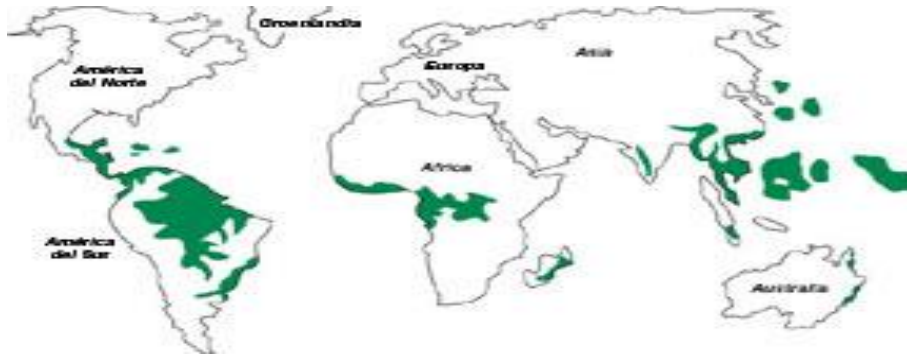 Groenlandia
América
del Norte
Europa
Asia
Africa
América
del Sur
Australia